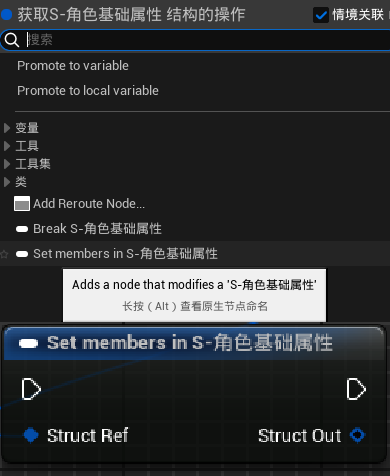 获取S-角色基础属性 结构的操作
情境关联
搜索
Promote to variable
Promote to local variable
变量
工具
工具集
类
Add Reroute Node...
Break S-角色基础属性
Set members in S-角色基础属性
Adds a node that modifies a 'S-角色基础属性'
长按（Alt）查看原生节点命名
Set members in S-角色基础属性
Struct Ref
Struct Out